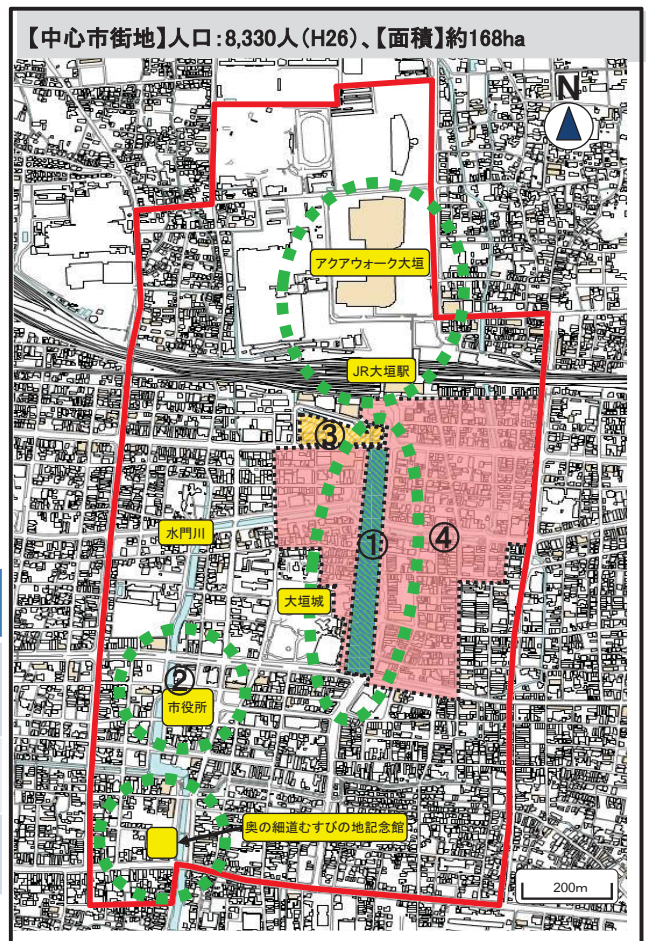 【中心市街地】人口:8,330人(H26)、【面積】約168ha
N
アクアウォーク大垣
JR大垣駅
③
水門川
①
④
大垣城
②
市役所
奥の細道むすびの地記念館
200m